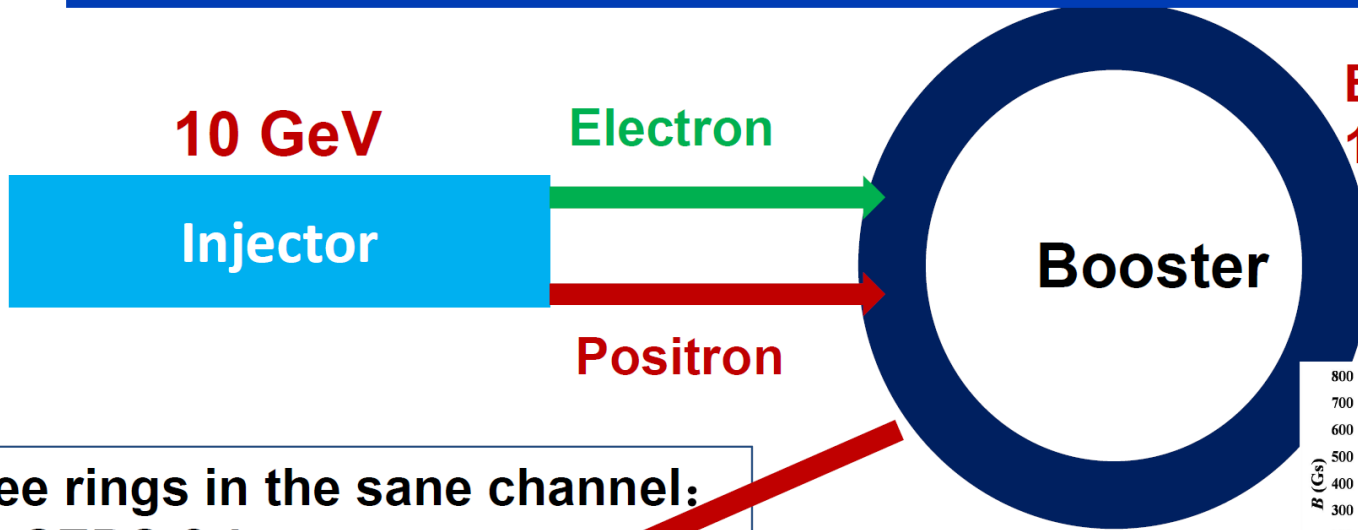 10 GeV
Electron
Injector
Booster
Positron
800
700
600
500
400
300
B (Gs)
ee rings in the sane channel: